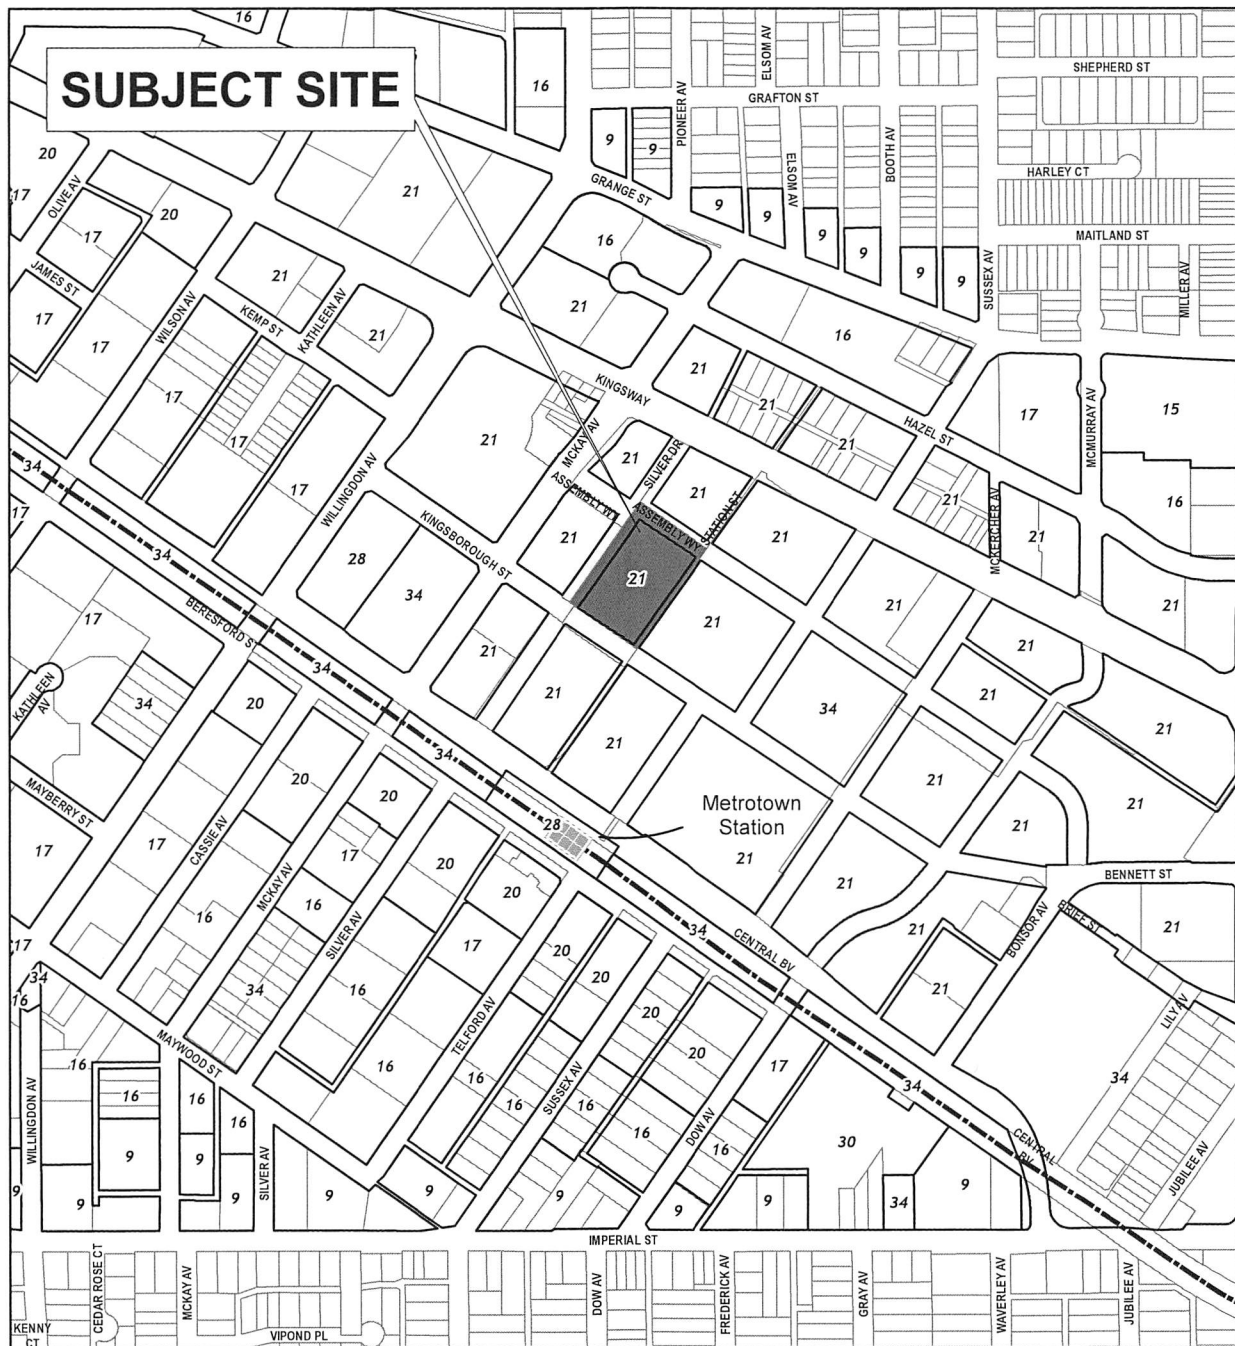 16
SUBJECT SITE
16
ELSOM AV
SHEPHERD ST
GRAFTON ST
PIONEER AV
9
9
BOOTH AV
ELSOM AV
HARLEY CT
20
OLIVE AV
17
20
21
GRANGE ST
9
9
9
9
9
9
MAITLAND ST
SUSSEX AV
MILLER AV
17
JAMES ST
17
WILSON AV
21
KEMP ST
KATHLEEN AV
21
16
21
16
17
17
17
17
17
WILLINGDON AV
21
KINGSWAY
21
21
21
HAZEL ST
17
MCMURRAY AV
15
16
MCKAY AV
21
SILVER DR
21
ASSEMBLY WY
ASSEMBLY WY
STATION ST
21
21
21
MCKERCHER AV
21
21
34
34
17
28
34
KINGSBOROUGH ST
21
21
21
21
34
BERESFORD ST
34
17
KATHLEEN AV
34
20
21
21
21
34
21
21
21
21
MAYBERRY ST
17
17
CASSIE AV
20
20
34
MCKAY AV
17
16
16
SILVER AV
20
28
Metrotown
Station
21
21
21
21
BENNETT ST
20
17
20
20
34
CENTRAL BV
21
21
BONSOR AV
BRIEF ST
21
LILY AV
17
34
16
34
16
MAYWOOD ST
16
TELFORD AV
16
SUSSEX AV
16
20
20
17
DOW AV
16
16
34
CENTRAL BV
34
JUBILEE AV
WILLINGDON AV
16
16
16
16
9
9
9
9
9
SILVER AV
9
9
9
9
9
30
34
9
IMPERIAL ST
KENNY CT
CEDAR ROSE CT
MCKAY AV
VIPOND PL
DOW AV
FREDERICK AV
GRAY AV
WAVERLEY AV
JUBILEE AV